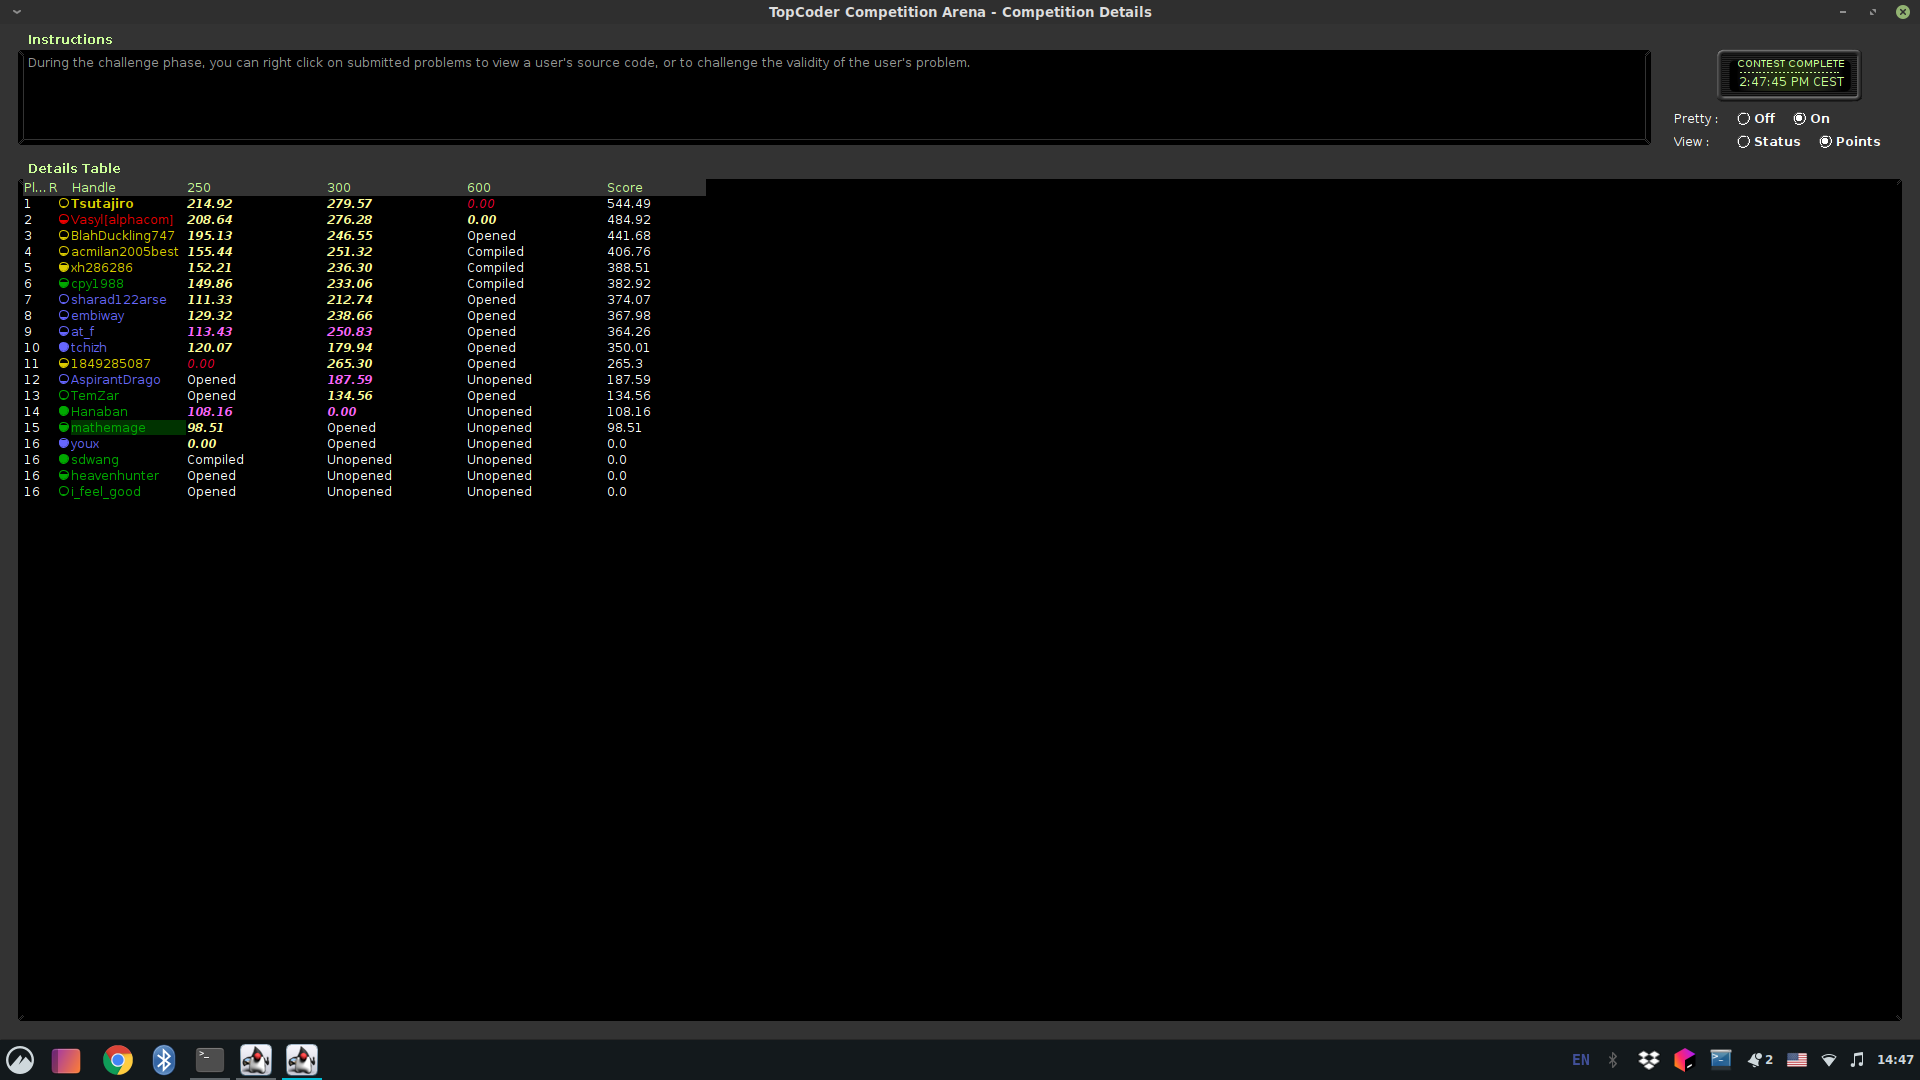 TopCoder Competition Arena - Competition Details
Instructions
During the challenge phase, you can right click on submitted problems to view a user's source code, or to challenge the validity of the user's problem.
CONTEST COMPLETE
2:47:45 PM CEST
Pretty : Off On
View : Status Points
Details Table
Pl... R Handle 250 300 600 Score
1 Tsutajiro 214.92 279.57 0.00 544.49
2 Vasyl[alphacom] 208.64 276.28 0.00 484.92
3 BlahDuckling747 195.13 246.55 Opened 441.68
4 acmilan2005best 155.44 251.32 Compiled 406.76
5 xh286286 152.21 236.30 Compiled 388.51
6 cpy1988 149.86 233.06 Compiled 382.92
7 sharad122arse 111.33 212.74 Opened 374.07
8 embiway 129.32 238.66 Opened 367.98
9 at_f 113.43 250.83 Opened 364.26
10 tchizh 120.07 179.94 Opened 350.01
11 1849285087 0.00 265.30 Opened 265.3
12 AspirantDrago Opened 187.59 Unopened 187.59
13 TemZar Opened 134.56 Opened 134.56
14 Hanaban 108.16 0.00 Unopened 108.16
15 mathemage 98.51 Opened Unopened 98.51
16 youx 0.00 Opened Unopened 0.0
16 sdwang Compiled Unopened Unopened 0.0
16 heavenhunter Opened Unopened Unopened 0.0
16 i_feel_good Opened Unopened Unopened 0.0
EN 2 14:47